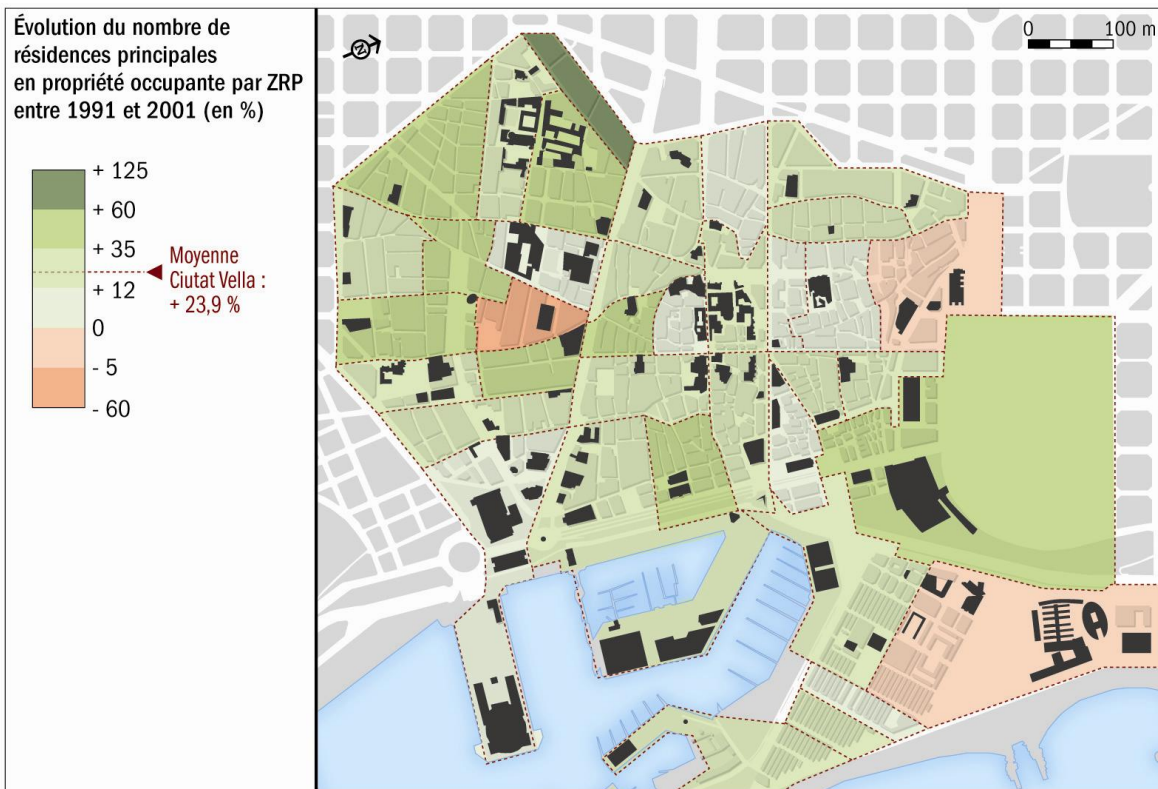 Évolution du nombre de
résidences principales
en propriété occupante par ZRP
entre 1991 et 2001 (en %)
+ 125
+ 60
+ 35
+ 12
0
- 5
- 60
Moyenne
Ciutat Vella :
+ 23,9 %
N
0 100 m